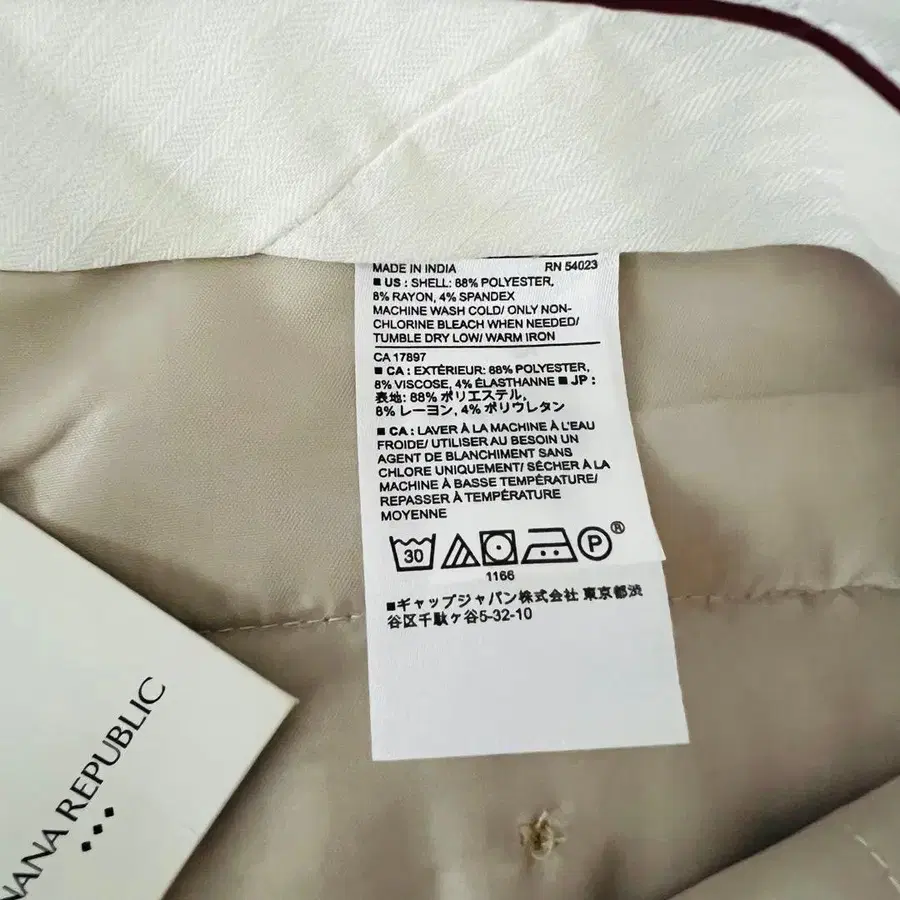 MADE IN INDIA RN 54023
■ US : SHELL: 88% POLYESTER,
8% RAYON, 4% SPANDEX
MACHINE WASH COLD/ ONLY NON-
CHLORINE BLEACH WHEN NEEDED/
TUMBLE DRY LOW/ WARM IRON
CA 17897
■ CA : EXTÉRIEUR: 88% POLYESTER,
8% VISCOSE, 4% ÉLASTHANNE ■ JP :
表地: 88% ポリエステル,
8% レーヨン, 4% ポリウレタン
■ CA : LAVER À LA MACHINE À L'EAU
FROIDE/ UTILISER AU BESOIN UN
AGENT DE BLANCHIMENT SANS
CHLORE UNIQUEMENT/ SÉCHER À LA
MACHINE À BASSE TEMPÉRATURE/
REPASSER À TEMPÉRATURE
MOYENNE
30 P ®
1166
■ギャップジャパン株式会社 東京都渋
谷区千駄ヶ谷5-32-10
NANA REPUBLIC